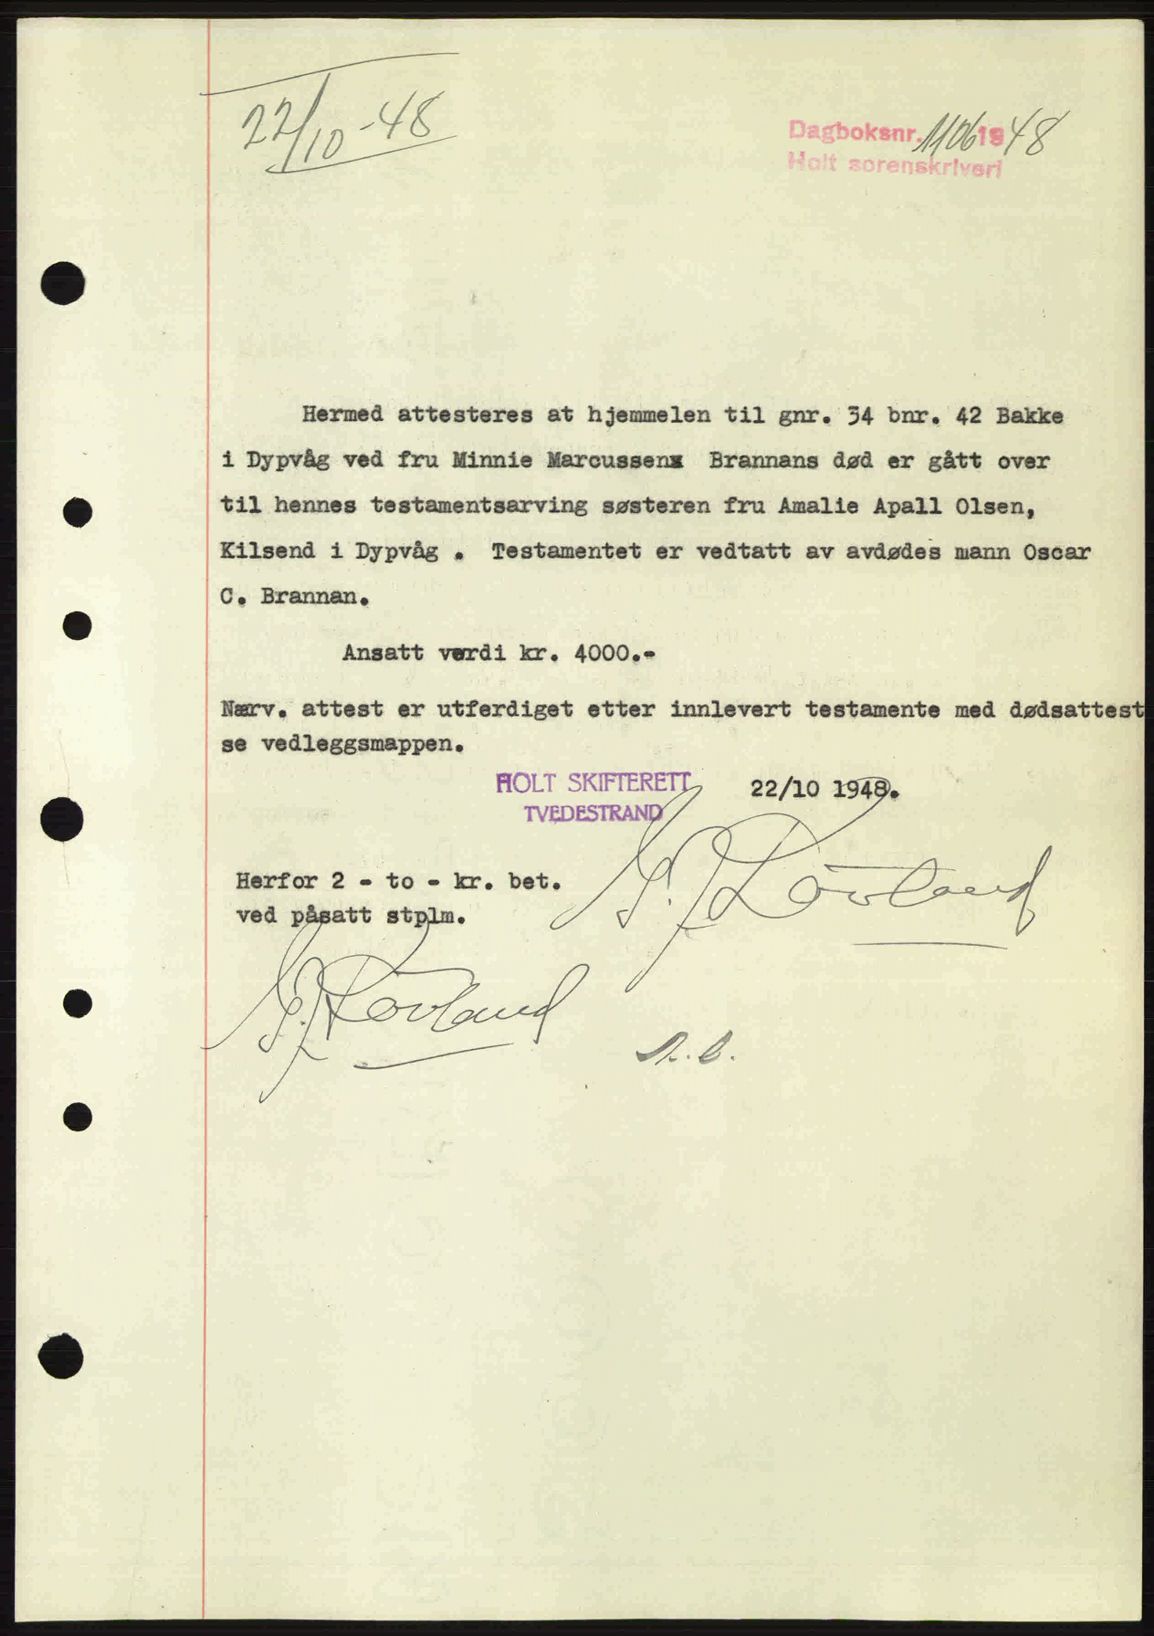 22/10-48
Dagboksnr. 1106 1948
Holt sorenskriveri
Hermed attesteres at hjemmelen til gnr. 34 bnr. 42 Bakke
i Dypvåg ved fru Minnie Marcussens Brannans død er gått over
til hennes testamentsarving søsteren fru Amalie Apall Olsen,
Kilsend i Dypvåg . Testamentet er vedtatt av avdødes mann Oscar
C. Brannan.
Ansatt verdi kr. 4000.-
Nærv. attest er utferdiget etter innlevert testamente med dødsattest
se vedleggsmappen.
HOLT SKIFTERETT 22/10 1948.
TVEDESTRAND
Herfor 2 - to - kr. bet.
ved påsatt stplm.